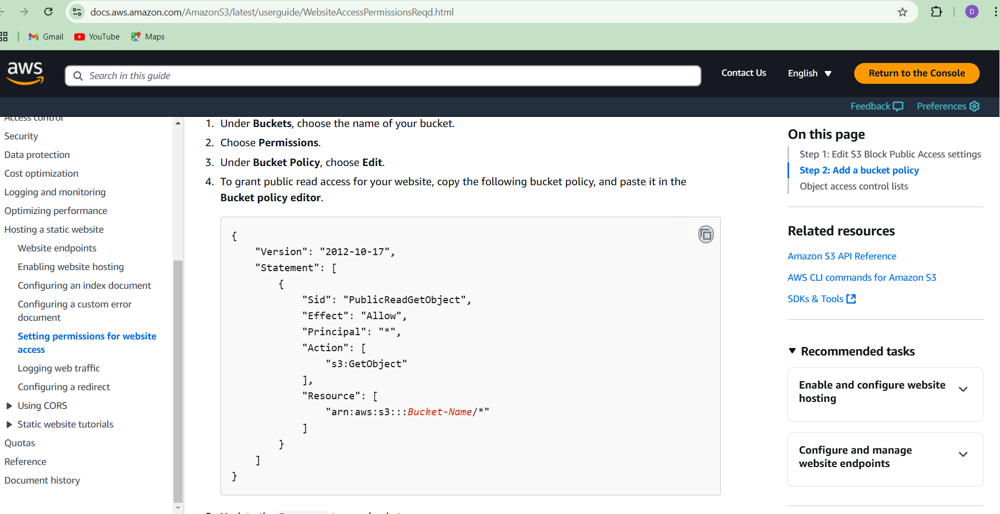 docs.aws.amazon.com/AmazonS3/latest/userguide/WebsiteAccessPermissionsReqd.html
D
Gmail
YouTube
Maps
aws
Search in this guide
Contact Us
English
Return to the Console
Feedback
Preferences
Access control
Security
Data protection
Cost optimization
Logging and monitoring
Optimizing performance
Hosting a static website
Website endpoints
Enabling website hosting
Configuring an index document
Configuring a custom error
document
Setting permissions for website
access
Logging web traffic
Configuring a redirect
Using CORS
Static website tutorials
Quotas
Reference
Document history
1. Under Buckets, choose the name of your bucket.
2. Choose Permissions.
3. Under Bucket Policy, choose Edit.
4. To grant public read access for your website, copy the following bucket policy, and paste it in the
Bucket policy editor.
{
"Version": "2012-10-17",
"Statement": [
{
"Sid": "PublicReadGetObject",
"Effect": "Allow",
"Principal": "*",
"Action": [
"s3:GetObject"
],
"Resource": [
"arn:aws:s3:::Bucket-Name/*"
]
}
]
}
On this page
Step 1: Edit S3 Block Public Access settings
Step 2: Add a bucket policy
Object access control lists
Related resources
Amazon S3 API Reference
AWS CLI commands for Amazon S3
SDKs & Tools
Recommended tasks
Enable and configure website
hosting
Configure and manage
website endpoints